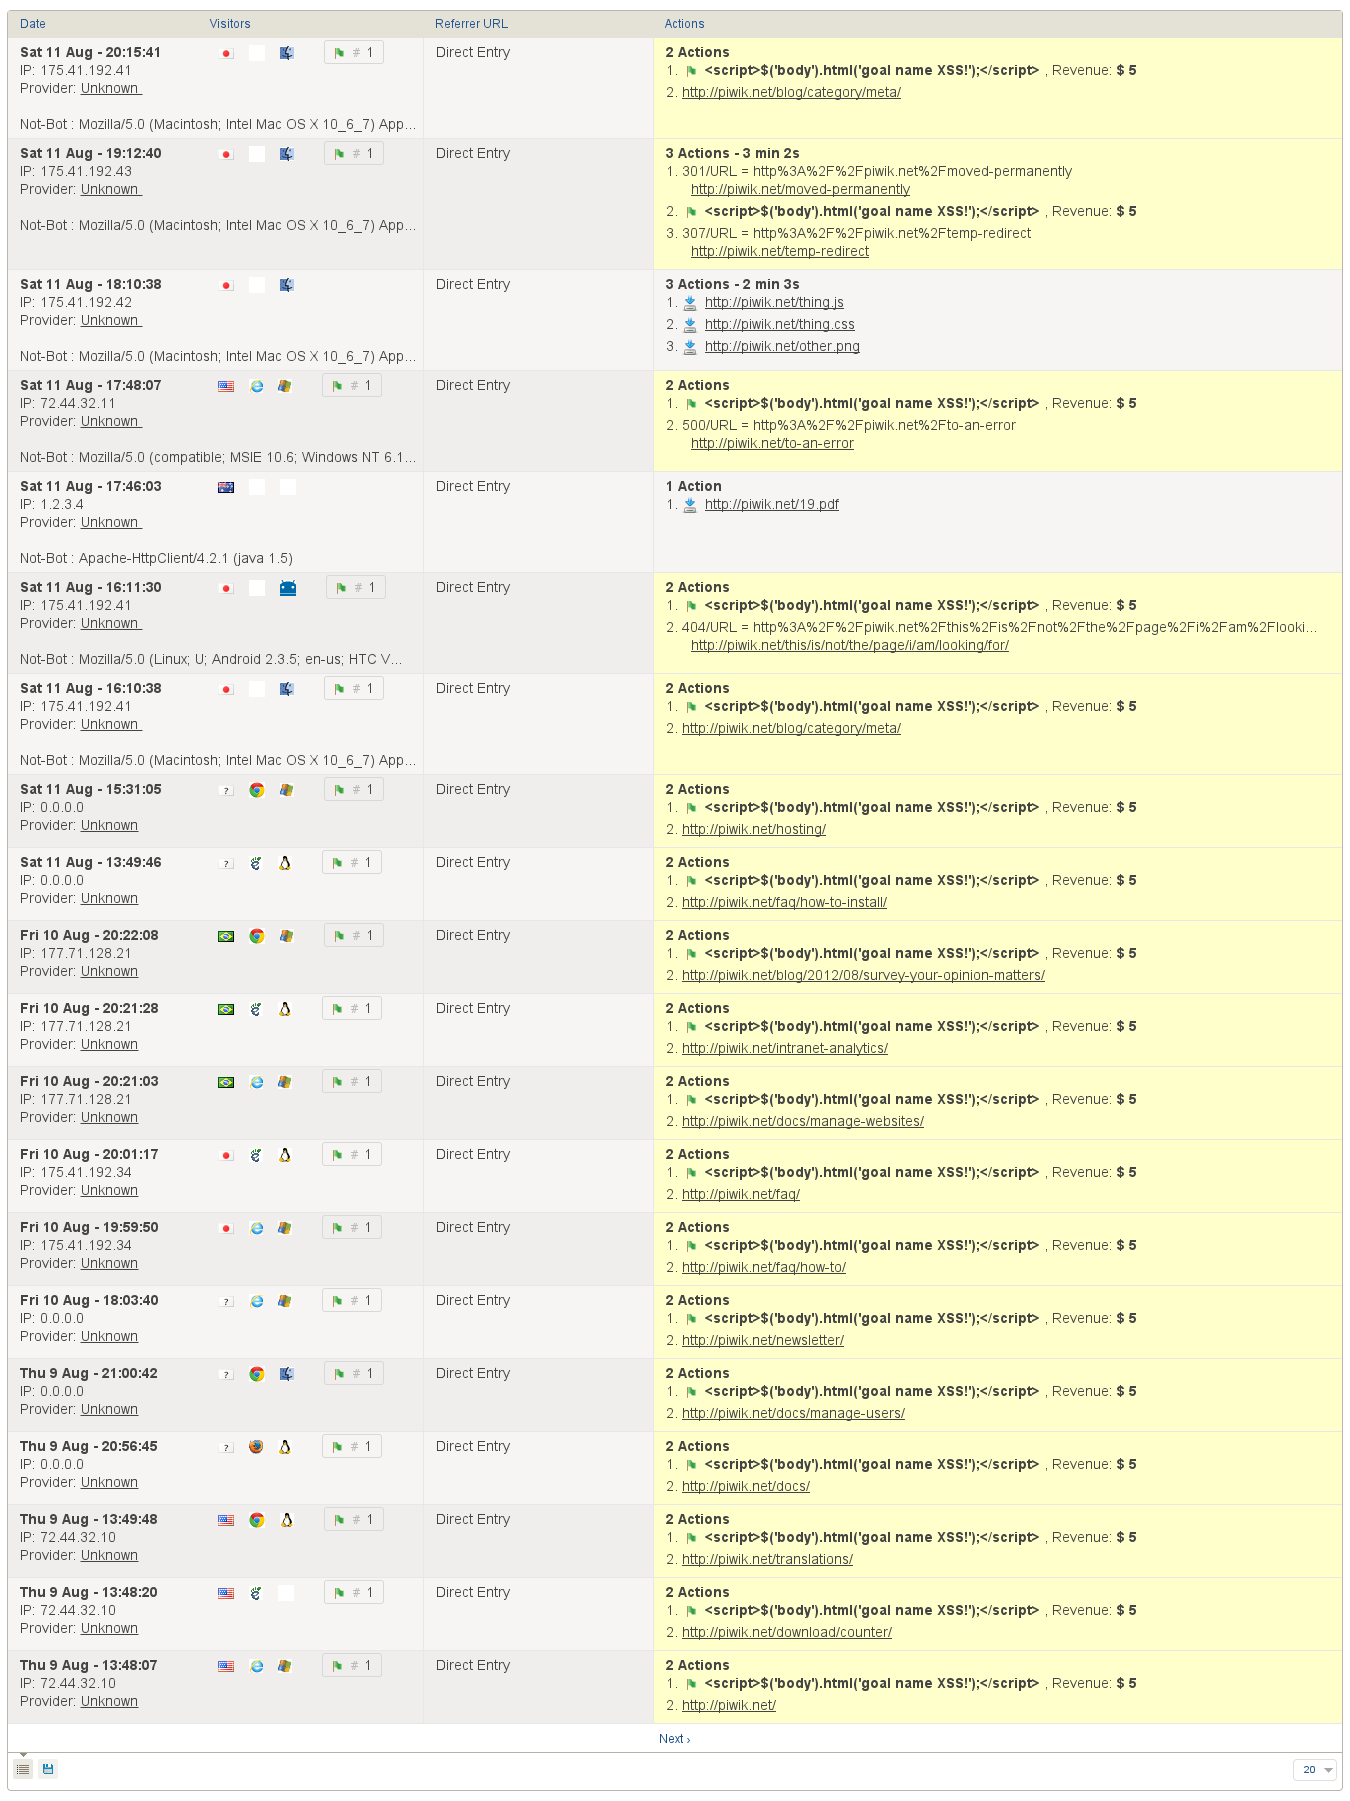 Date Visitors Referrer URL Actions
Sat 11 Aug - 20:15:41 # 1 Direct Entry 2 Actions
IP: 175.41.192.41 1. <script>$('body').html('goal name XSS!');</script> , Revenue: $ 5
Provider: Unknown 2. http://piwik.net/blog/category/meta/
Not-Bot : Mozilla/5.0 (Macintosh; Intel Mac OS X 10_6_7) App...
Sat 11 Aug - 19:12:40 # 1 Direct Entry 3 Actions - 3 min 2s
IP: 175.41.192.43 1. 301/URL = http%3A%2F%2Fpiwik.net%2Fmoved-permanently
Provider: Unknown http://piwik.net/moved-permanently
2. <script>$('body').html('goal name XSS!');</script> , Revenue: $ 5
Not-Bot : Mozilla/5.0 (Macintosh; Intel Mac OS X 10_6_7) App...
3. 307/URL = http%3A%2F%2Fpiwik.net%2Ftemp-redirect
http://piwik.net/temp-redirect
Sat 11 Aug - 18:10:38 Direct Entry 3 Actions - 2 min 3s
IP: 175.41.192.42 1. http://piwik.net/thing.js
Provider: Unknown 2. http://piwik.net/thing.css
3. http://piwik.net/other.png
Not-Bot : Mozilla/5.0 (Macintosh; Intel Mac OS X 10_6_7) App...
Sat 11 Aug - 17:48:07 # 1 Direct Entry 2 Actions
IP: 72.44.32.11 1. <script>$('body').html('goal name XSS!');</script> , Revenue: $ 5
Provider: Unknown 2. 500/URL = http%3A%2F%2Fpiwik.net%2Fto-an-error
http://piwik.net/to-an-error
Not-Bot : Mozilla/5.0 (compatible; MSIE 10.6; Windows NT 6.1...
Sat 11 Aug - 17:46:03 Direct Entry 1 Action
IP: 1.2.3.4 1. http://piwik.net/19.pdf
Provider: Unknown
Not-Bot : Apache-HttpClient/4.2.1 (java 1.5)
Sat 11 Aug - 16:11:30 # 1 Direct Entry 2 Actions
IP: 175.41.192.41 1. <script>$('body').html('goal name XSS!');</script> , Revenue: $ 5
Provider: Unknown 2. 404/URL = http%3A%2F%2Fpiwik.net%2Fthis%2Fis%2Fnot%2Fthe%2Fpage%2Fi%2Fam%2Flooki...
http://piwik.net/this/is/not/the/page/i/am/looking/for/
Not-Bot : Mozilla/5.0 (Linux; U; Android 2.3.5; en-us; HTC V...
Sat 11 Aug - 16:10:38 # 1 Direct Entry 2 Actions
IP: 175.41.192.41 1. <script>$('body').html('goal name XSS!');</script> , Revenue: $ 5
Provider: Unknown 2. http://piwik.net/blog/category/meta/
Not-Bot : Mozilla/5.0 (Macintosh; Intel Mac OS X 10_6_7) App...
Sat 11 Aug - 15:31:05 ? # 1 Direct Entry 2 Actions
IP: 0.0.0.0 1. <script>$('body').html('goal name XSS!');</script> , Revenue: $ 5
Provider: Unknown 2. http://piwik.net/hosting/
Sat 11 Aug - 13:49:46 ? # 1 Direct Entry 2 Actions
IP: 0.0.0.0 1. <script>$('body').html('goal name XSS!');</script> , Revenue: $ 5
Provider: Unknown 2. http://piwik.net/faq/how-to-install/
Fri 10 Aug - 20:22:08 # 1 Direct Entry 2 Actions
IP: 177.71.128.21 1. <script>$('body').html('goal name XSS!');</script> , Revenue: $ 5
Provider: Unknown 2. http://piwik.net/blog/2012/08/survey-your-opinion-matters/
Fri 10 Aug - 20:21:28 # 1 Direct Entry 2 Actions
IP: 177.71.128.21 1. <script>$('body').html('goal name XSS!');</script> , Revenue: $ 5
Provider: Unknown 2. http://piwik.net/intranet-analytics/
Fri 10 Aug - 20:21:03 # 1 Direct Entry 2 Actions
IP: 177.71.128.21 1. <script>$('body').html('goal name XSS!');</script> , Revenue: $ 5
Provider: Unknown 2. http://piwik.net/docs/manage-websites/
Fri 10 Aug - 20:01:17 # 1 Direct Entry 2 Actions
IP: 175.41.192.34 1. <script>$('body').html('goal name XSS!');</script> , Revenue: $ 5
Provider: Unknown 2. http://piwik.net/faq/
Fri 10 Aug - 19:59:50 # 1 Direct Entry 2 Actions
IP: 175.41.192.34 1. <script>$('body').html('goal name XSS!');</script> , Revenue: $ 5
Provider: Unknown 2. http://piwik.net/faq/how-to/
Fri 10 Aug - 18:03:40 ? # 1 Direct Entry 2 Actions
IP: 0.0.0.0 1. <script>$('body').html('goal name XSS!');</script> , Revenue: $ 5
Provider: Unknown 2. http://piwik.net/newsletter/
Thu 9 Aug - 21:00:42 ? # 1 Direct Entry 2 Actions
IP: 0.0.0.0 1. <script>$('body').html('goal name XSS!');</script> , Revenue: $ 5
Provider: Unknown 2. http://piwik.net/docs/manage-users/
Thu 9 Aug - 20:56:45 ? # 1 Direct Entry 2 Actions
IP: 0.0.0.0 1. <script>$('body').html('goal name XSS!');</script> , Revenue: $ 5
Provider: Unknown 2. http://piwik.net/docs/
Thu 9 Aug - 13:49:48 # 1 Direct Entry 2 Actions
IP: 72.44.32.10 1. <script>$('body').html('goal name XSS!');</script> , Revenue: $ 5
Provider: Unknown 2. http://piwik.net/translations/
Thu 9 Aug - 13:48:20 # 1 Direct Entry 2 Actions
IP: 72.44.32.10 1. <script>$('body').html('goal name XSS!');</script> , Revenue: $ 5
Provider: Unknown 2. http://piwik.net/download/counter/
Thu 9 Aug - 13:48:07 # 1 Direct Entry 2 Actions
IP: 72.44.32.10 1. <script>$('body').html('goal name XSS!');</script> , Revenue: $ 5
Provider: Unknown 2. http://piwik.net/
Next ›
20